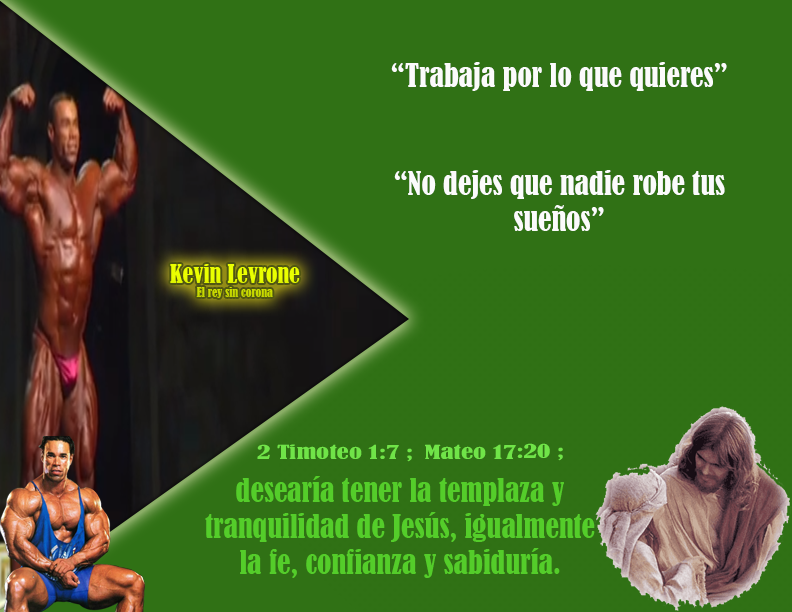 “Trabaja por lo que quieres”
“No dejes que nadie robe tus
sueños”
Kevin Levrone
El rey sin corona
2 Timoteo 1:7 ; Mateo 17:20 ;
desearía tener la templaza y
tranquilidad de Jesús, igualmente
la fe, confianza y sabiduría.